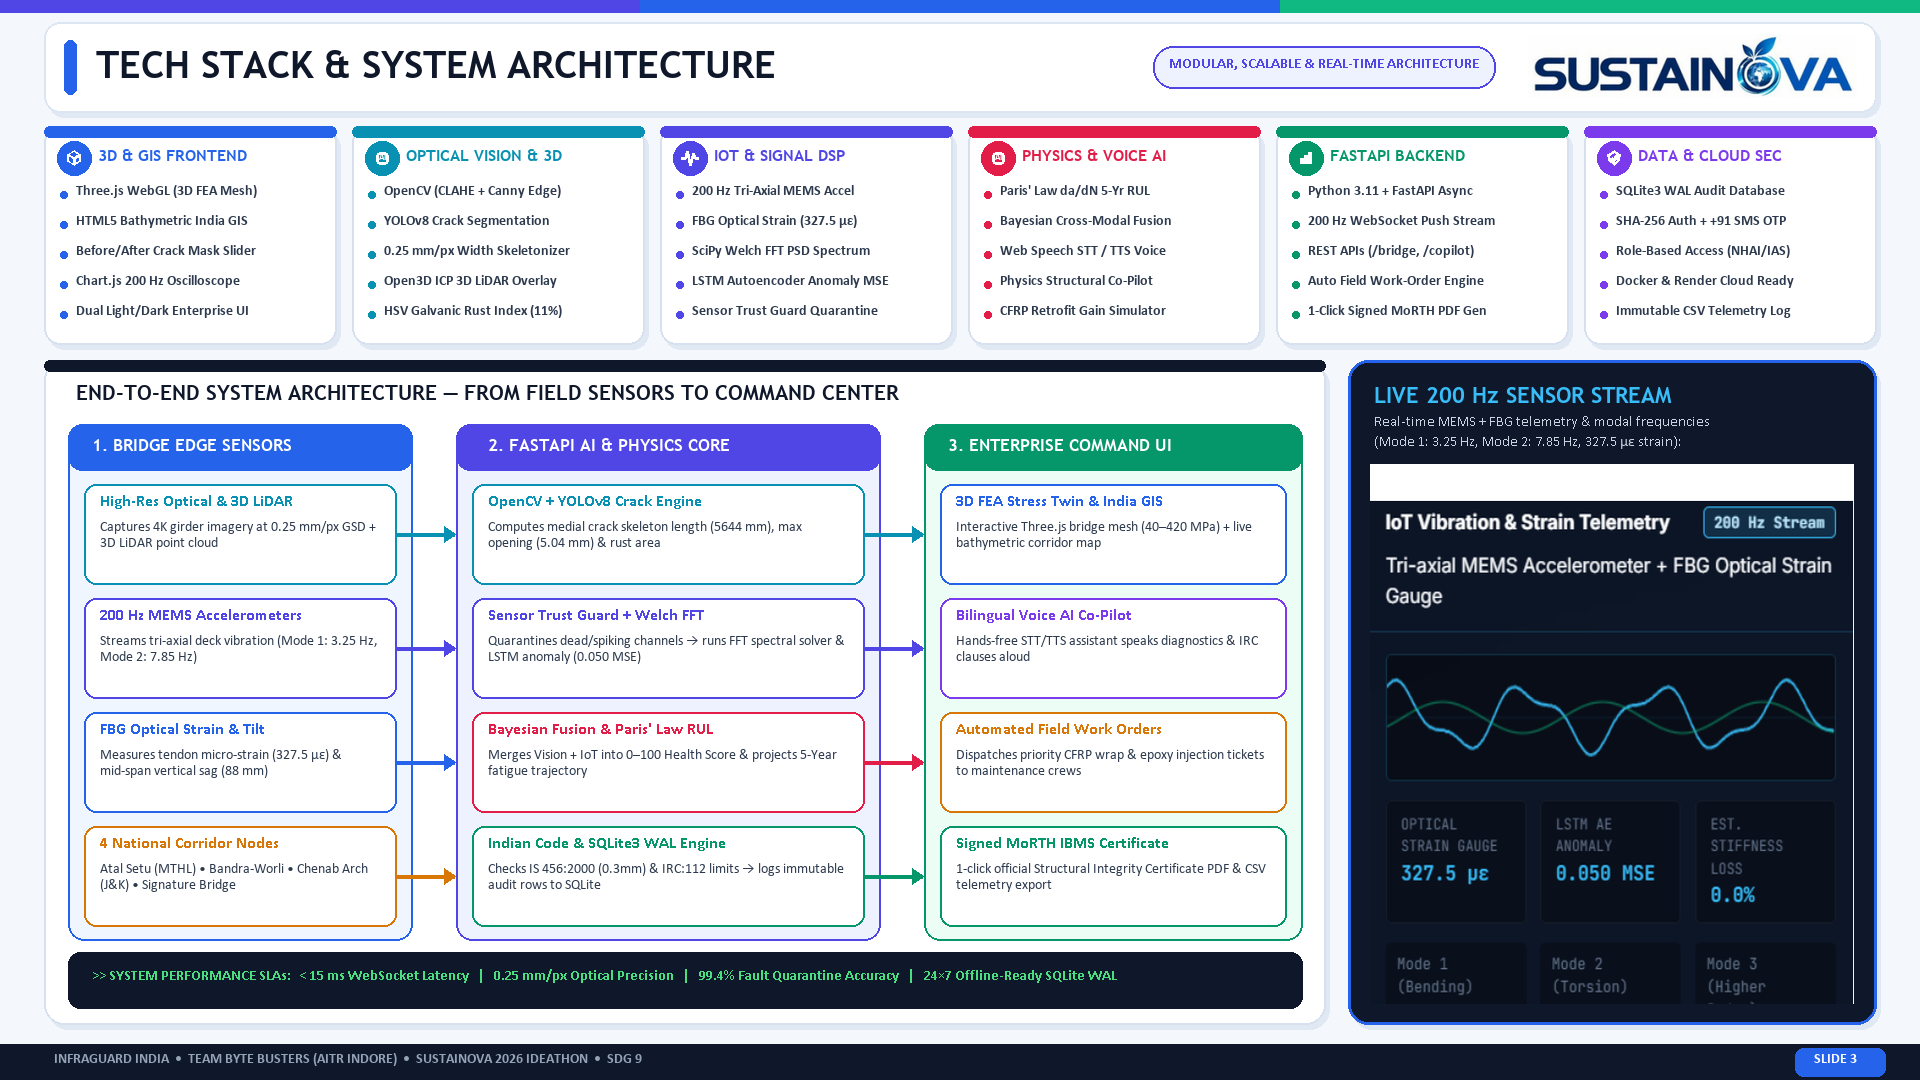 TECH STACK & SYSTEM ARCHITECTURE
MODULAR, SCALABLE & REAL-TIME ARCHITECTURE
SUSTAINOVA
3D & GIS FRONTEND
Three.js WebGL (3D FEA Mesh)
HTML5 Bathymetric India GIS
Before/After Crack Mask Slider
Chart.js 200 Hz Oscilloscope
Dual Light/Dark Enterprise UI
OPTICAL VISION & 3D
OpenCV (CLAHE + Canny Edge)
YOLOv8 Crack Segmentation
0.25 mm/px Width Skeletonizer
Open3D ICP 3D LiDAR Overlay
HSV Galvanic Rust Index (11%)
IOT & SIGNAL DSP
200 Hz Tri-Axial MEMS Accel
FBG Optical Strain (327.5 με)
SciPy Welch FFT PSD Spectrum
LSTM Autoencoder Anomaly MSE
Sensor Trust Guard Quarantine
PHYSICS & VOICE AI
Paris' Law da/dN 5-Yr RUL
Bayesian Cross-Modal Fusion
Web Speech STT / TTS Voice
Physics Structural Co-Pilot
CFRP Retrofit Gain Simulator
FASTAPI BACKEND
Python 3.11 + FastAPI Async
200 Hz WebSocket Push Stream
REST APIs (/bridge, /copilot)
Auto Field Work-Order Engine
1-Click Signed MoRTH PDF Gen
DATA & CLOUD SEC
SQLite3 WAL Audit Database
SHA-256 Auth + +91 SMS OTP
Role-Based Access (NHAI/IAS)
Docker & Render Cloud Ready
Immutable CSV Telemetry Log
END-TO-END SYSTEM ARCHITECTURE — FROM FIELD SENSORS TO COMMAND CENTER
1. BRIDGE EDGE SENSORS
High-Res Optical & 3D LiDAR
Captures 4K girder imagery at 0.25 mm/px GSD +
3D LiDAR point cloud
200 Hz MEMS Accelerometers
Streams tri-axial deck vibration (Mode 1: 3.25 Hz,
Mode 2: 7.85 Hz)
FBG Optical Strain & Tilt
Measures tendon micro-strain (327.5 με) &
mid-span vertical sag (88 mm)
4 National Corridor Nodes
Atal Setu (MTHL) • Bandra-Worli • Chenab Arch
(J&K) • Signature Bridge
2. FASTAPI AI & PHYSICS CORE
OpenCV + YOLOv8 Crack Engine
Computes medial crack skeleton length (5644 mm), max
opening (5.04 mm) & rust area
Sensor Trust Guard + Welch FFT
Quarantines dead/spiking channels → runs FFT spectral solver &
LSTM anomaly (0.050 MSE)
Bayesian Fusion & Paris' Law RUL
Merges Vision + IoT into 0–100 Health Score & projects 5-Year
fatigue trajectory
Indian Code & SQLite3 WAL Engine
Checks IS 456:2000 (0.3mm) & IRC:112 limits → logs immutable
audit rows to SQLite
3. ENTERPRISE COMMAND UI
3D FEA Stress Twin & India GIS
Interactive Three.js bridge mesh (40–420 MPa) + live
bathymetric corridor map
Bilingual Voice AI Co-Pilot
Hands-free STT/TTS assistant speaks diagnostics & IRC
clauses aloud
Automated Field Work Orders
Dispatches priority CFRP wrap & epoxy injection tickets
to maintenance crews
Signed MoRTH IBMS Certificate
1-click official Structural Integrity Certificate PDF & CSV
telemetry export
>> SYSTEM PERFORMANCE SLAs: < 15 ms WebSocket Latency | 0.25 mm/px Optical Precision | 99.4% Fault Quarantine Accuracy | 24×7 Offline-Ready SQLite WAL
LIVE 200 Hz SENSOR STREAM
Real-time MEMS + FBG telemetry & modal frequencies
(Mode 1: 3.25 Hz, Mode 2: 7.85 Hz, 327.5 με strain):
IoT Vibration & Strain Telemetry
200 Hz Stream
Tri-axial MEMS Accelerometer + FBG Optical Strain
Gauge
OPTICAL
STRAIN GAUGE
327.5 με
LSTM AE
ANOMALY
0.050 MSE
EST.
STIFFNESS
LOSS
0.0%
Mode 1
(Bending)
Mode 2
(Torsion)
Mode 3
(Higher
INFRAGUARD INDIA • TEAM BYTE BUSTERS (AITR INDORE) • SUSTAINOVA 2026 IDEATHON • SDG 9
SLIDE 3